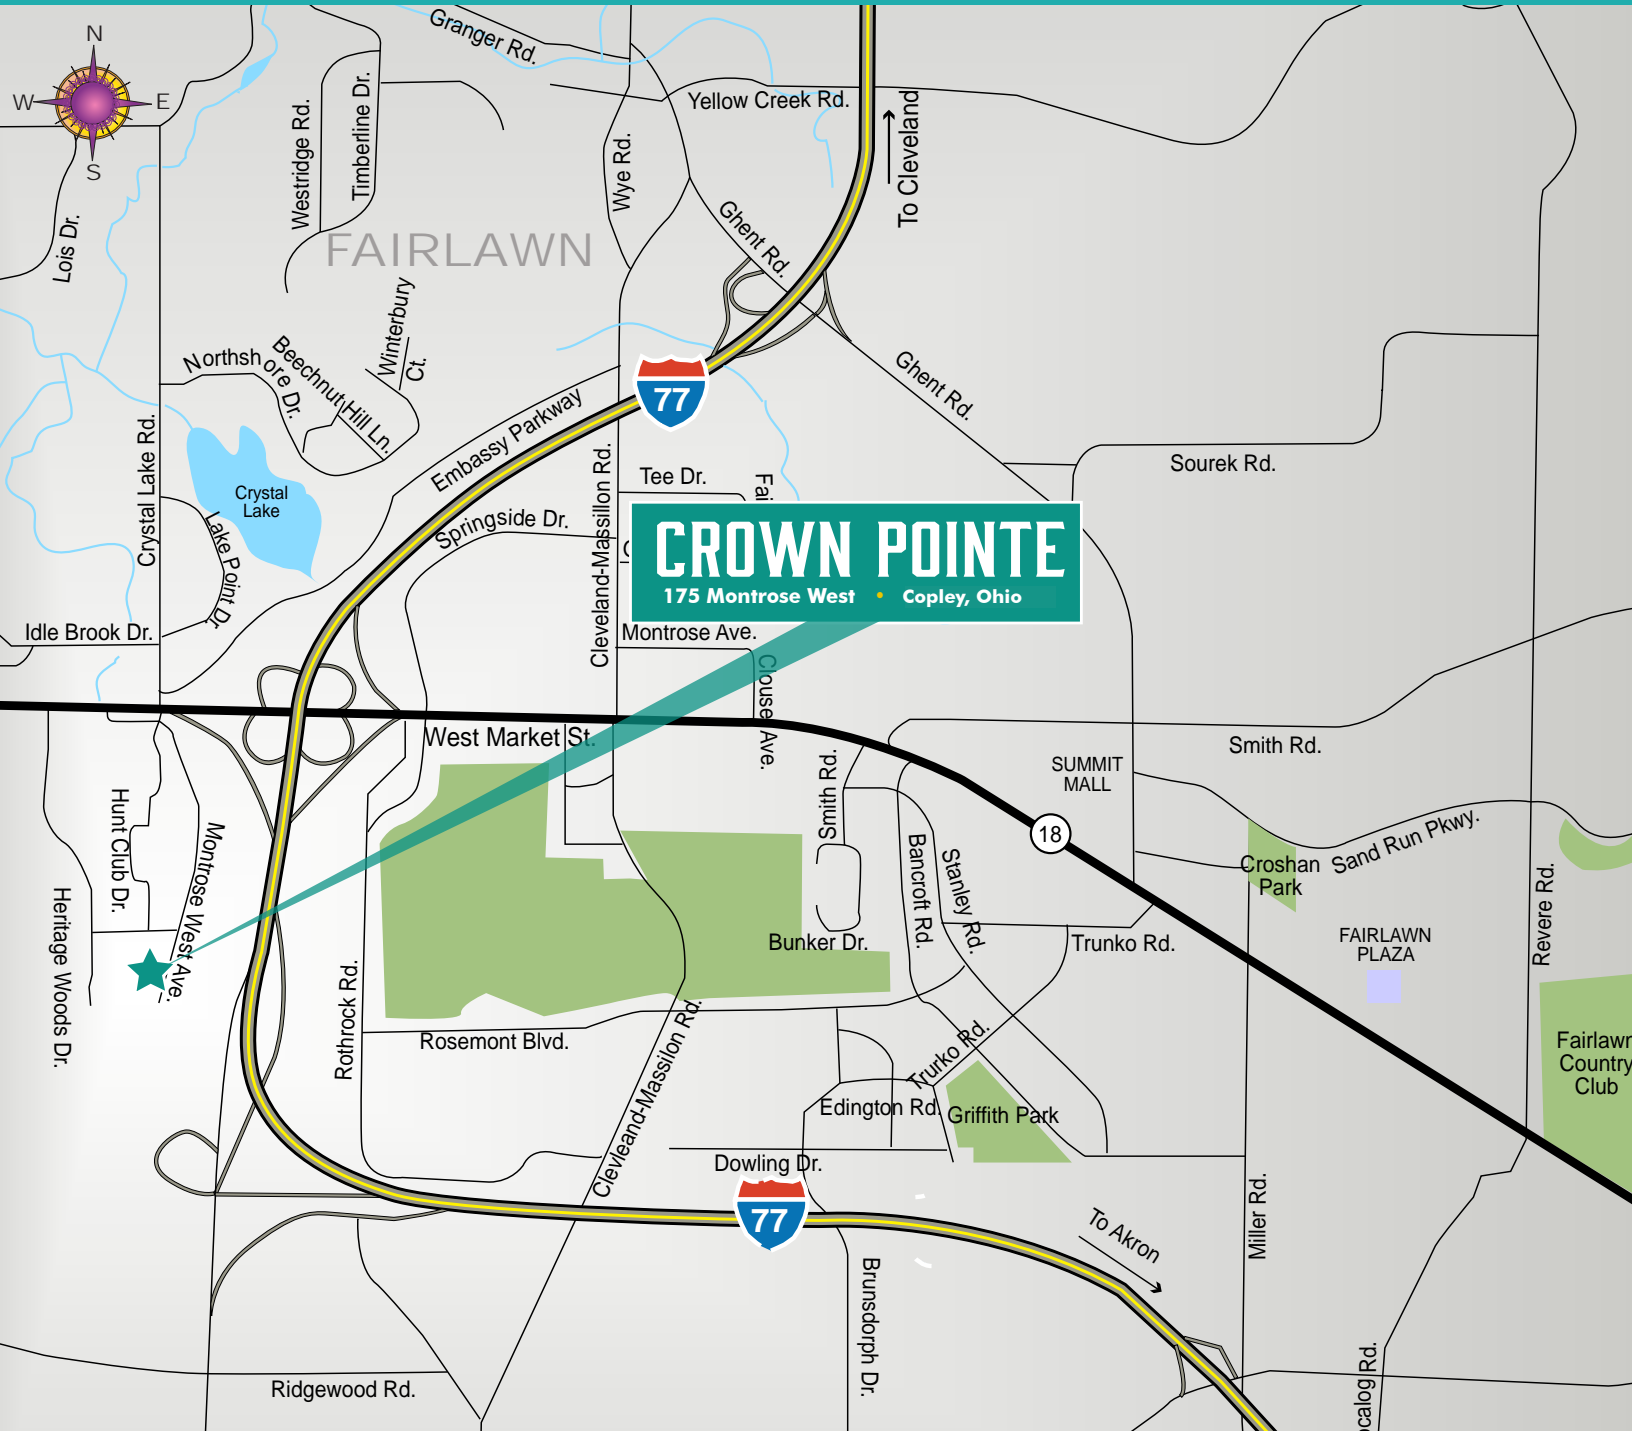 Granger Rd.
N
W
E
S
Yellow Creek Rd.
To Cleveland
Westridge Rd.
Timberline Dr.
Wye Rd.
Lois Dr.
Ghent Rd.
FAIRLAWN
Winterbury
Ct.
Northshore Dr.
Beechnut Hill Ln.
77
Ghent Rd.
Embassy Parkway
Crystal Lake Rd.
Cleveland-Massillon Rd.
Tee Dr.
Sourek Rd.
Crystal
Lake
Lake Point Dr.
Springside Dr.
CROWN POINTE
175 Montrose West • Copley, Ohio
Idle Brook Dr.
Montrose Ave.
Clouse Ave.
West Market St.
Smith Rd.
Smith Rd.
SUMMIT
MALL
18
Hunt Club Dr.
Montrose West Ave.
Heritage Woods Dr.
Bancroft Rd.
Stanley Rd.
Croshan
Park
Sand Run Pkwy.
Revere Rd.
Bunker Dr.
Trunko Rd.
FAIRLAWN
PLAZA
Rothrock Rd.
Rosemont Blvd.
Clevleand-Massilon Rd.
Trurko Rd.
Fairlawn
Country
Club
Edington Rd.
Griffith Park
Dowling Dr.
77
Miller Rd.
To Akron
Brunsdorph Dr.
Ridgewood Rd.